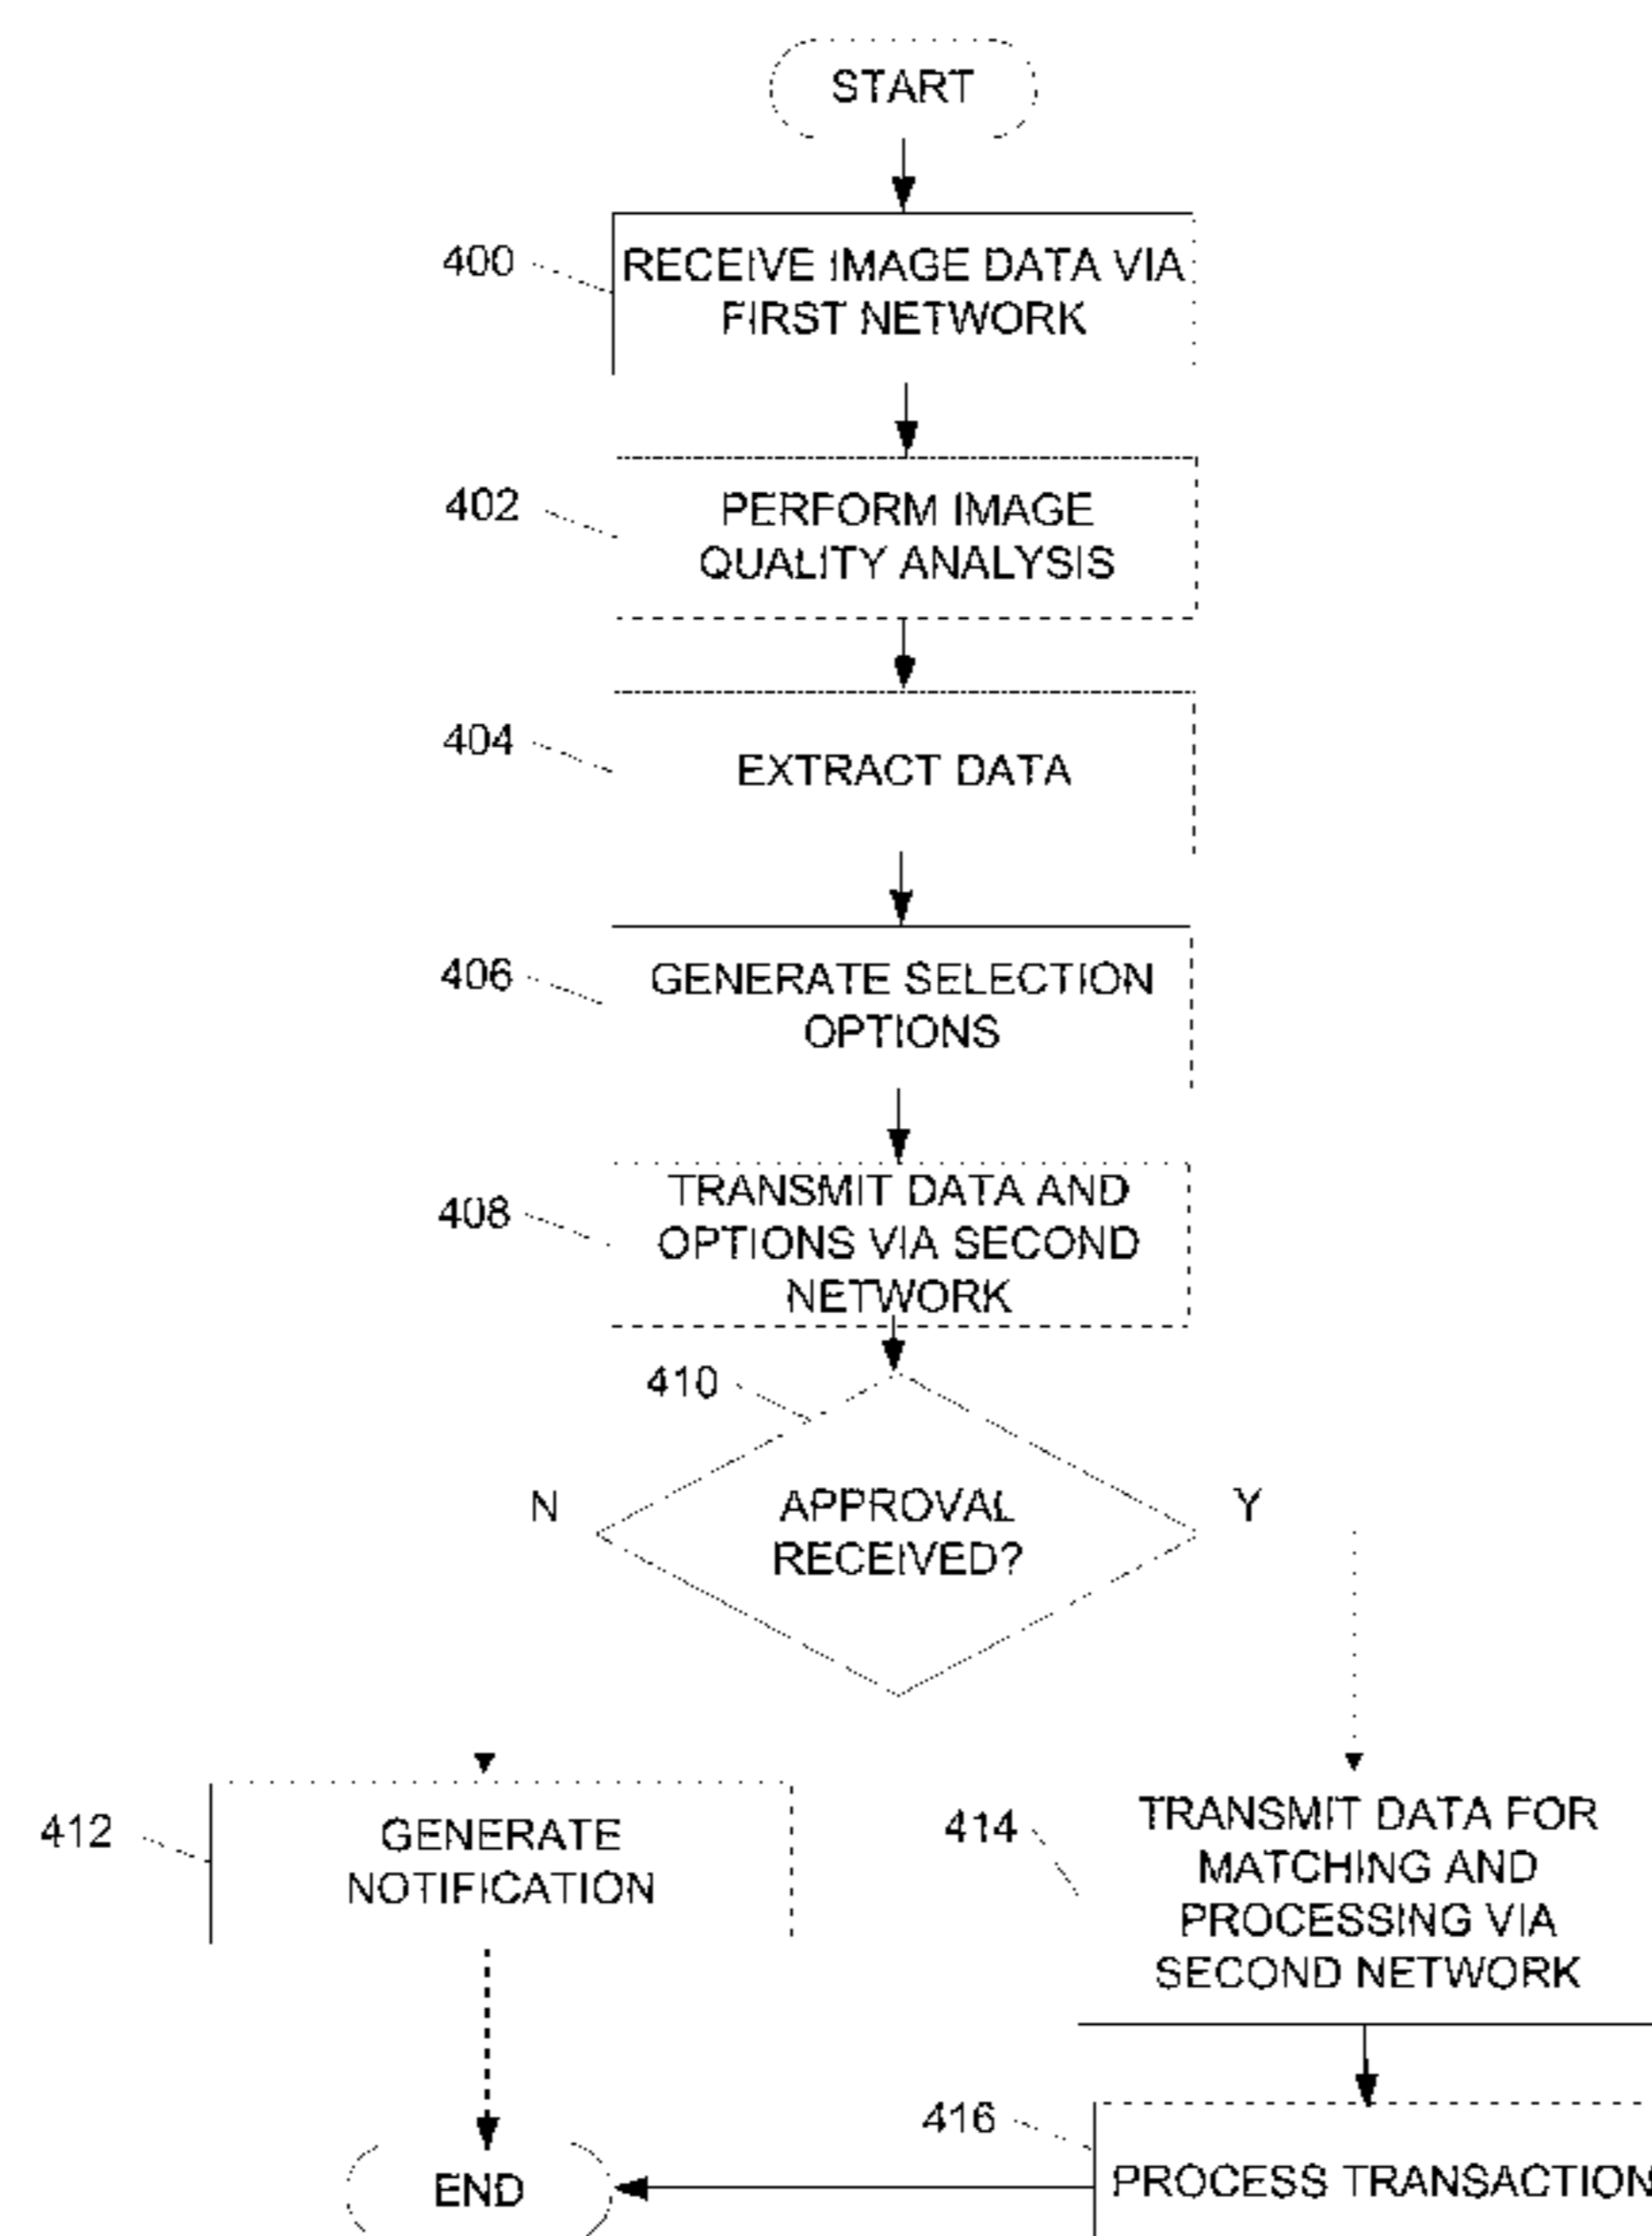 START
400
RECEIVE IMAGE DATA VIA
FIRST NETWORK
402
PERFORM IMAGE
QUALITY ANALYSIS
404
EXTRACT DATA
406
GENERATE SELECTION
OPTIONS
408
TRANSMIT DATA AND
OPTIONS VIA SECOND
NETWORK
410
N
APPROVAL
RECEIVED?
Y
412
GENERATE
NOTIFICATION
414
TRANSMIT DATA FOR
MATCHING AND
PROCESSING VIA
SECOND NETWORK
416
END
PROCESS TRANSACTION